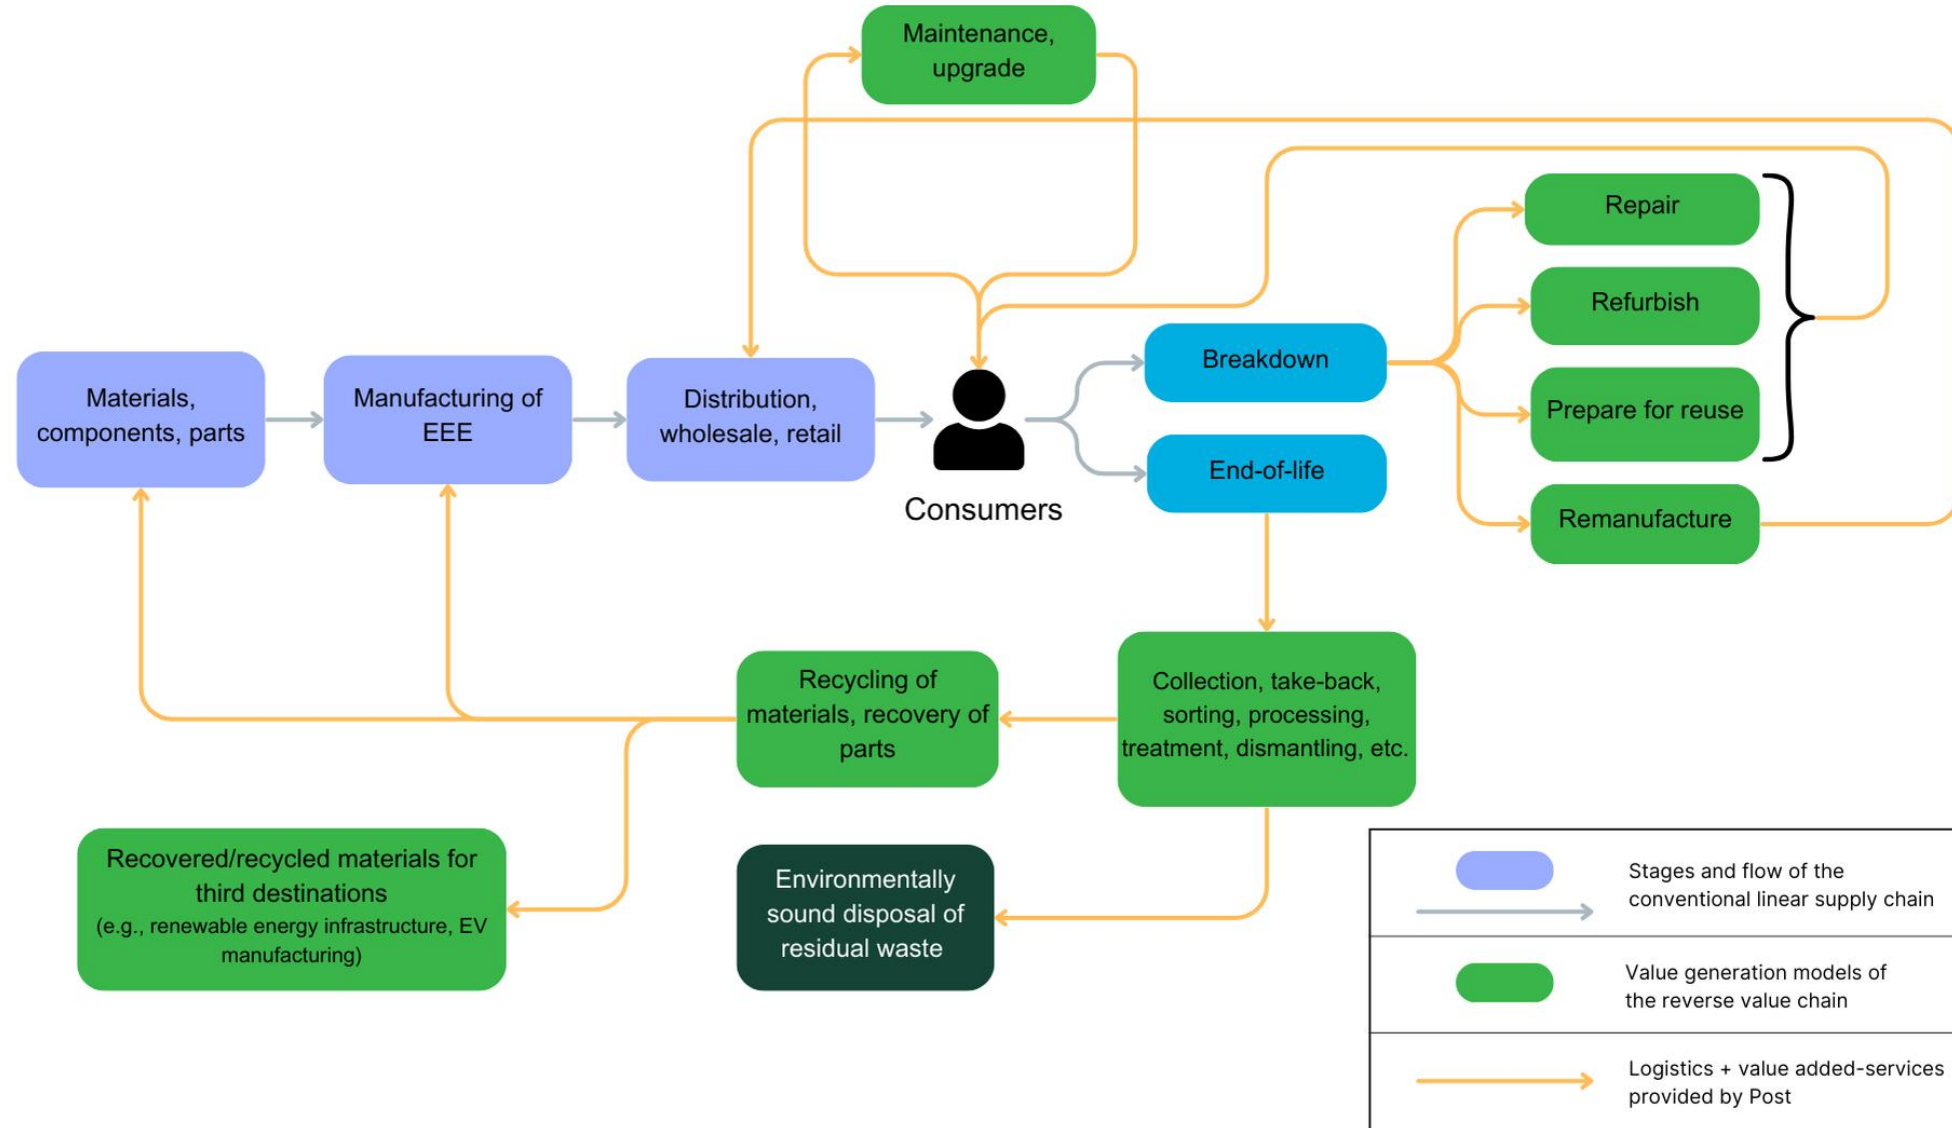 Maintenance,
upgrade
Repair
Refurbish
Prepare for reuse
Remanufacture
Breakdown
End-of-life
Materials,
components, parts
Manufacturing of
EEE
Distribution,
wholesale, retail
Consumers
Collection, take-back,
sorting, processing,
treatment, dismantling, etc.
Recycling of
materials, recovery of
parts
Recovered/recycled materials for
third destinations
(e.g., renewable energy infrastructure, EV
manufacturing)
Environmentally
sound disposal of
residual waste
Stages and flow of the
conventional linear supply chain
Value generation models of
the reverse value chain
Logistics + value added-services
provided by Post